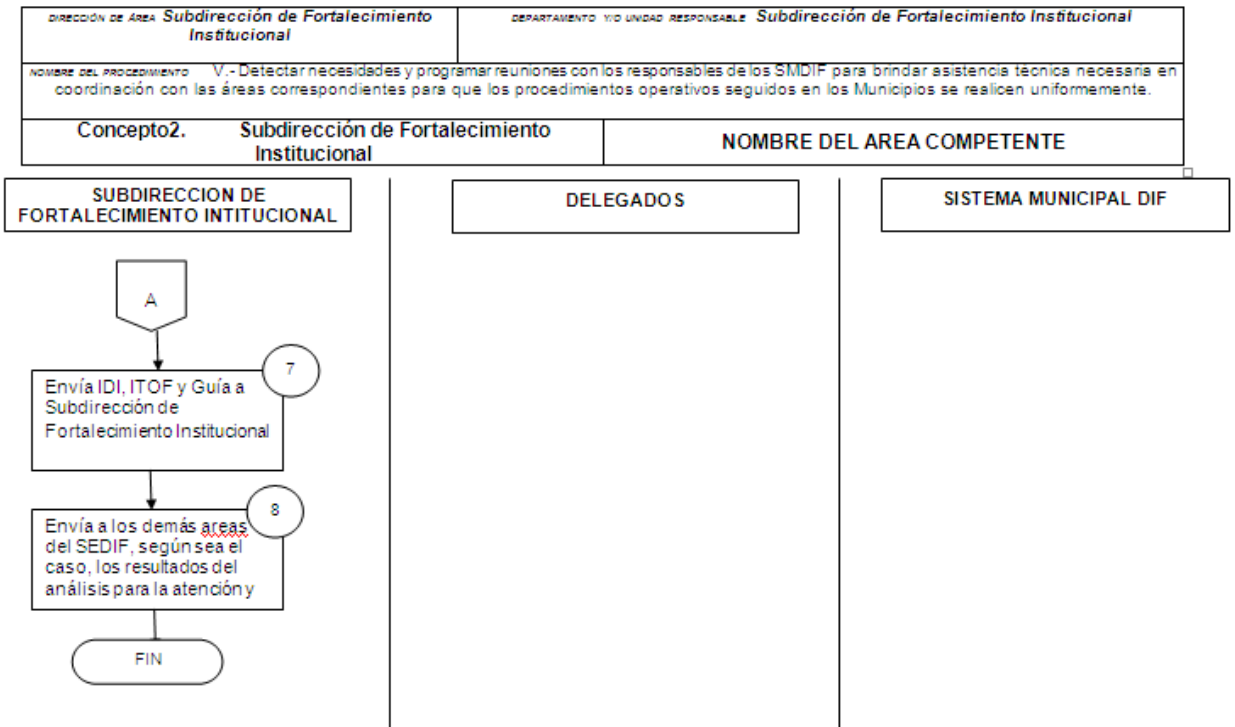 DIRECCIÓN DE ÁREA Subdirección de Fortalecimiento
Institucional
DEPARTAMENTO Y/O UNIDAD RESPONSABLE Subdirección de Fortalecimiento Institucional
NOMBRE DEL PROCEDIMIENTO V.- Detectar necesidades y programar reuniones con los responsables de los SMDIF para brindar asistencia técnica necesaria en
coordinación con las áreas correspondientes para que los procedimientos operativos seguidos en los Municipios se realicen uniformemente.
Concepto2. Subdirección de Fortalecimiento
Institucional
NOMBRE DEL AREA COMPETENTE
SUBDIRECCION DE
FORTALECIMIENTO INTITUCIONAL
DELEGADOS
SISTEMA MUNICIPAL DIF
A
7
Envía IDI, ITOF y Guía a
Subdirección de
Fortalecimiento Institucional
8
Envía a los demás areas
del SEDIF, según sea el
caso, los resultados del
análisis para la atención y
FIN